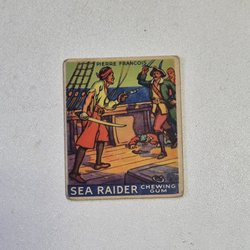 PIERRE FRANCOIS
SEA RAIDER CHEWING
GUM